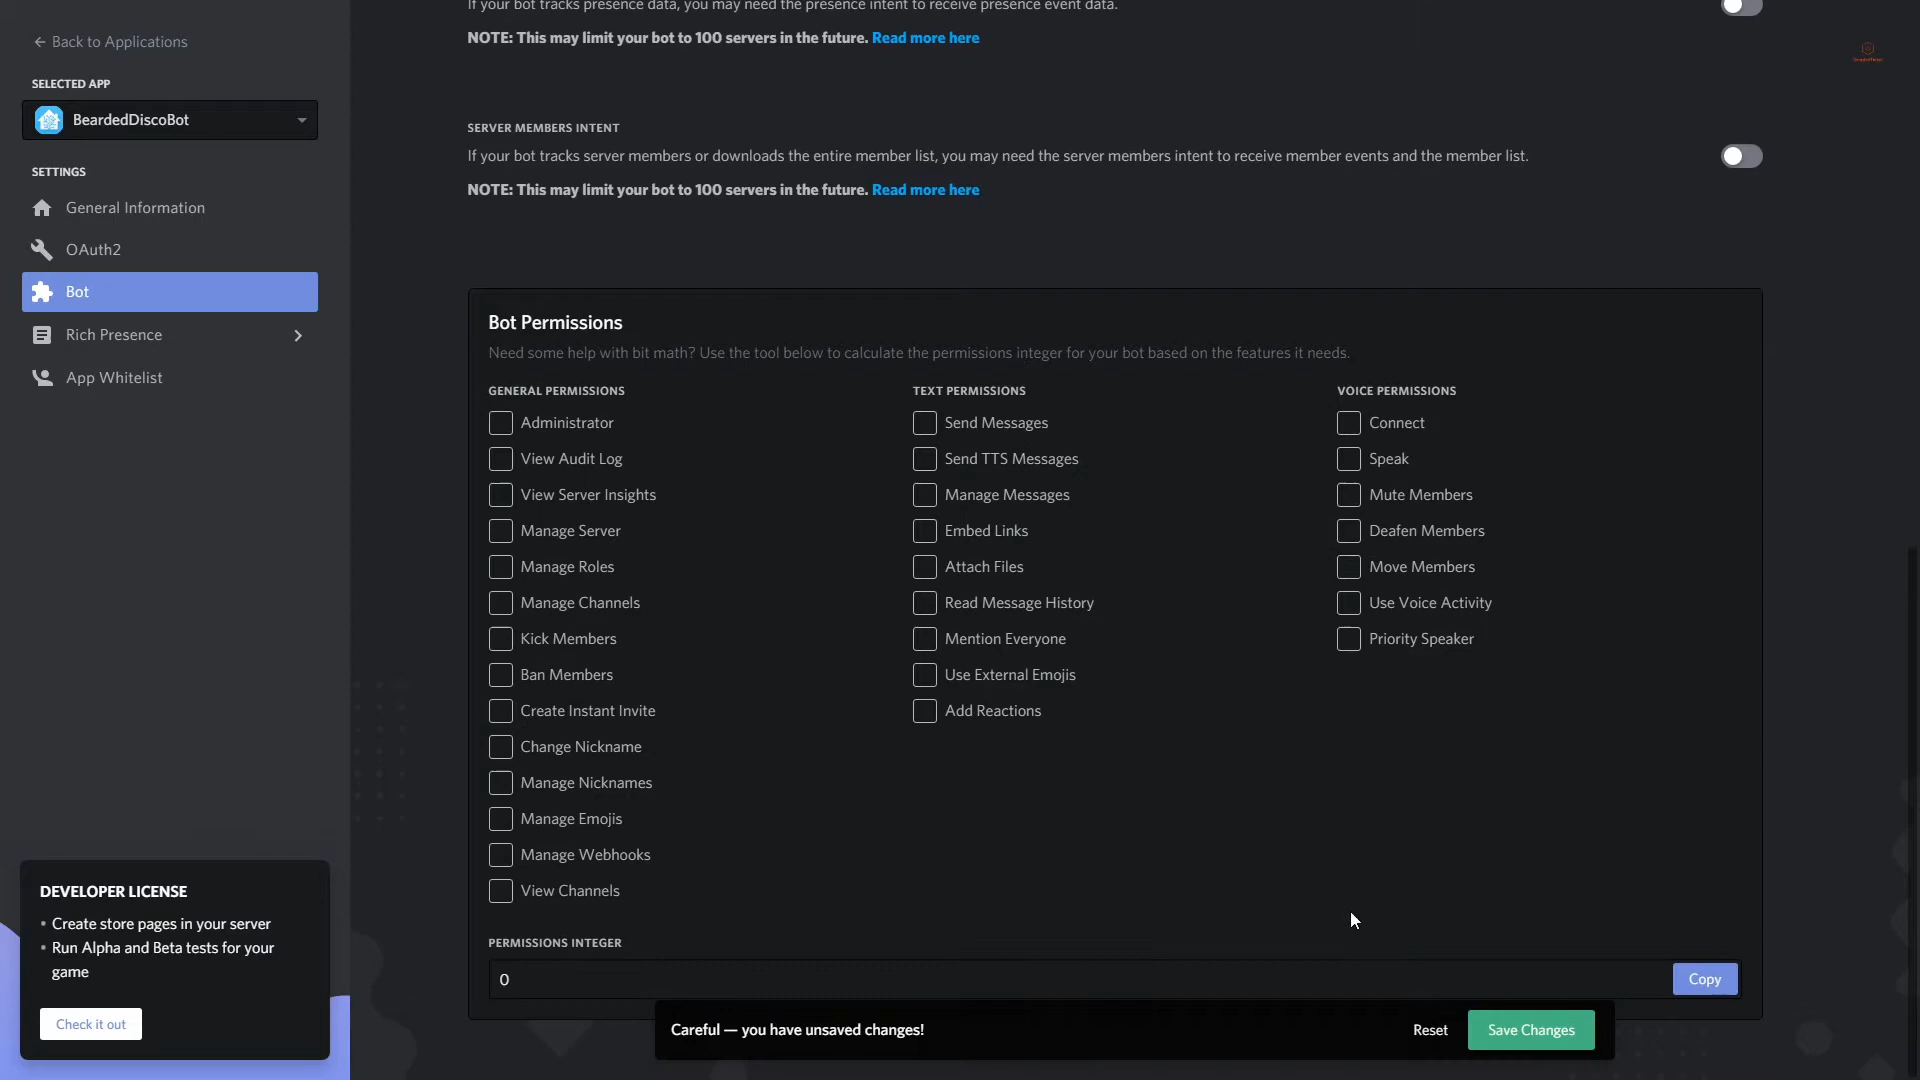 If your bot tracks presence data, you may need the presence intent to receive presence event data.
Back to Applications
NOTE: This may limit your bot to 100 servers in the future. Read more here
SELECTED APP
BeardedDiscoBot
SERVER MEMBERS INTENT
If your bot tracks server members or downloads the entire member list, you may need the server members intent to receive member events and the member list.
NOTE: This may limit your bot to 100 servers in the future. Read more here
SETTINGS
General Information
OAuth2
Bot
Rich Presence
App Whitelist
Bot Permissions
Need some help with bit math? Use the tool below to calculate the permissions integer for your bot based on the features it needs.
GENERAL PERMISSIONS
Administrator
View Audit Log
View Server Insights
Manage Server
Manage Roles
Manage Channels
Kick Members
Ban Members
Create Instant Invite
Change Nickname
Manage Nicknames
Manage Emojis
Manage Webhooks
View Channels
TEXT PERMISSIONS
Send Messages
Send TTS Messages
Manage Messages
Embed Links
Attach Files
Read Message History
Mention Everyone
Use External Emojis
Add Reactions
VOICE PERMISSIONS
Connect
Speak
Mute Members
Deafen Members
Move Members
Use Voice Activity
Priority Speaker
PERMISSIONS INTEGER
0
Copy
DEVELOPER LICENSE
• Create store pages in your server
• Run Alpha and Beta tests for your
game
Check it out
Careful — you have unsaved changes!
Reset
Save Changes